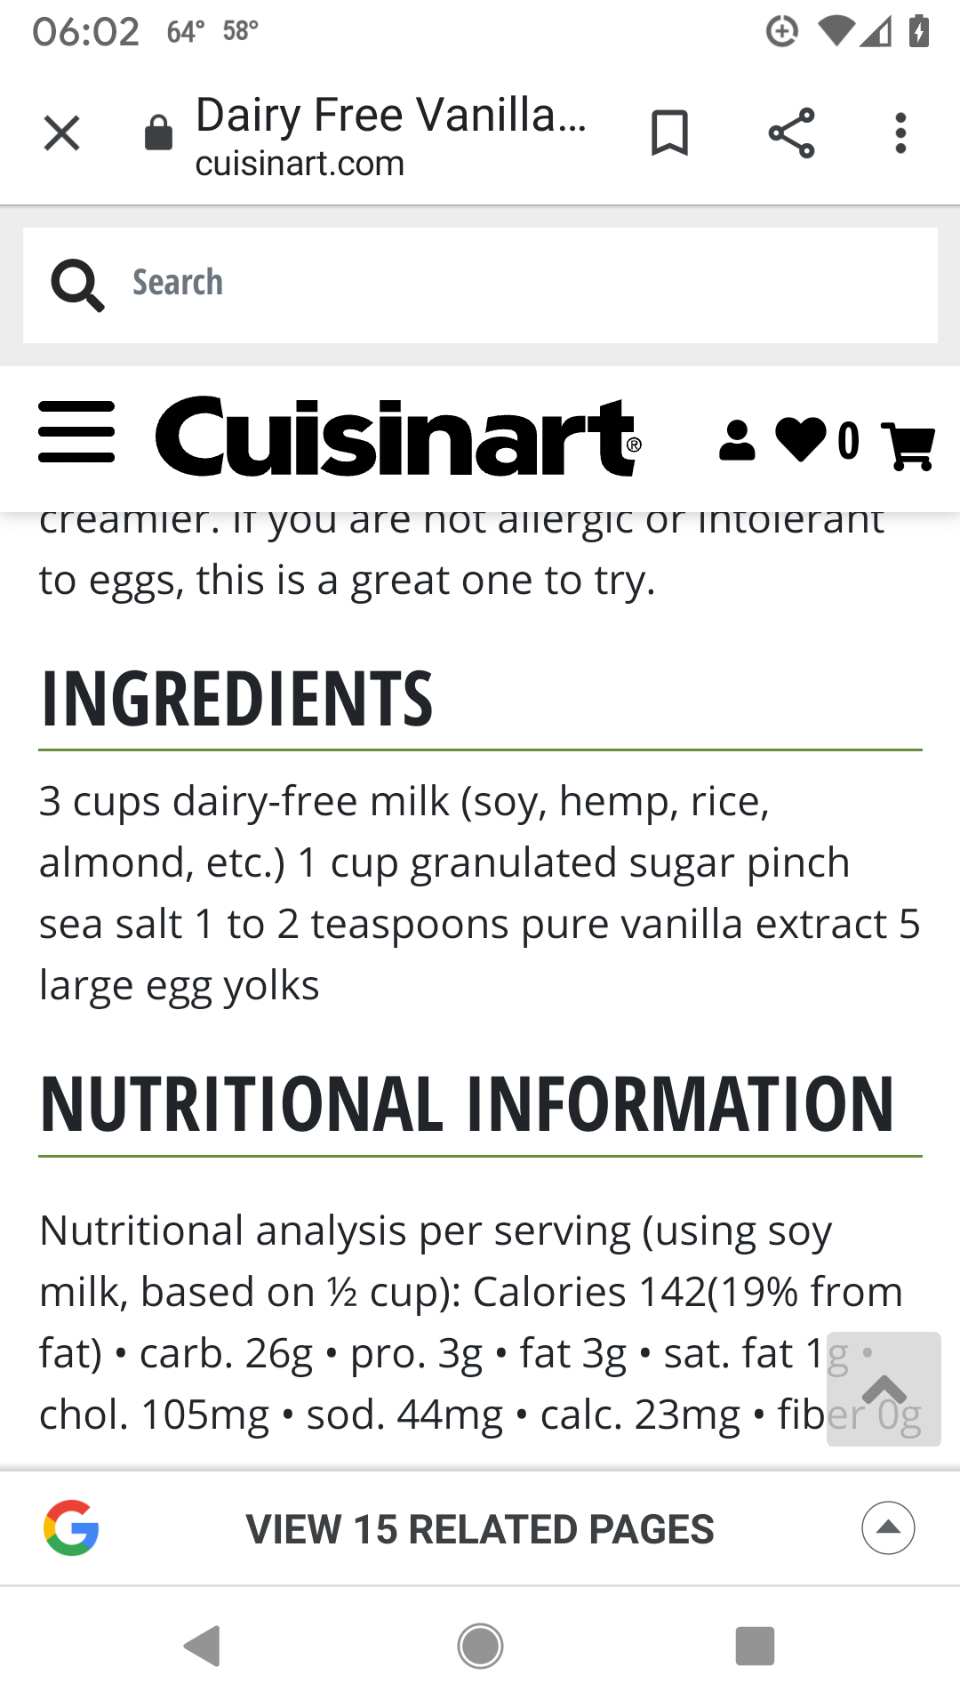 06:02 64° 58°
Dairy Free Vanilla...
cuisinart.com
Search
Cuisinart® 0
creamier. If you are not allergic or intolerant
to eggs, this is a great one to try.
INGREDIENTS
3 cups dairy-free milk (soy, hemp, rice,
almond, etc.) 1 cup granulated sugar pinch
sea salt 1 to 2 teaspoons pure vanilla extract 5
large egg yolks
NUTRITIONAL INFORMATION
Nutritional analysis per serving (using soy
milk, based on ½ cup): Calories 142(19% from
fat) • carb. 26g • pro. 3g • fat 3g • sat. fat 1g •
chol. 105mg • sod. 44mg • calc. 23mg • fiber 0g
VIEW 15 RELATED PAGES